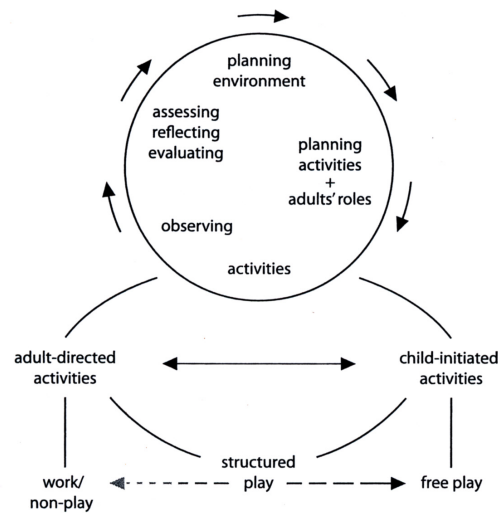 planning
environment
assessing
reflecting
evaluating
planning
activities
+
adults' roles
observing
activities
adult-directed
activities
child-initiated
activities
structured
play
work/
non-play
free play